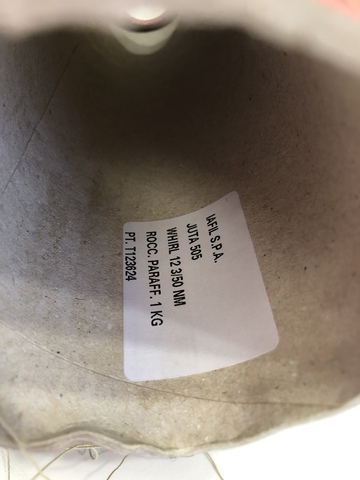 IAFIL S.P.A.
JUTA 505
WHIRL 12 3/50 NM
ROCC. PARAFF. 1 KG
PT. T123624